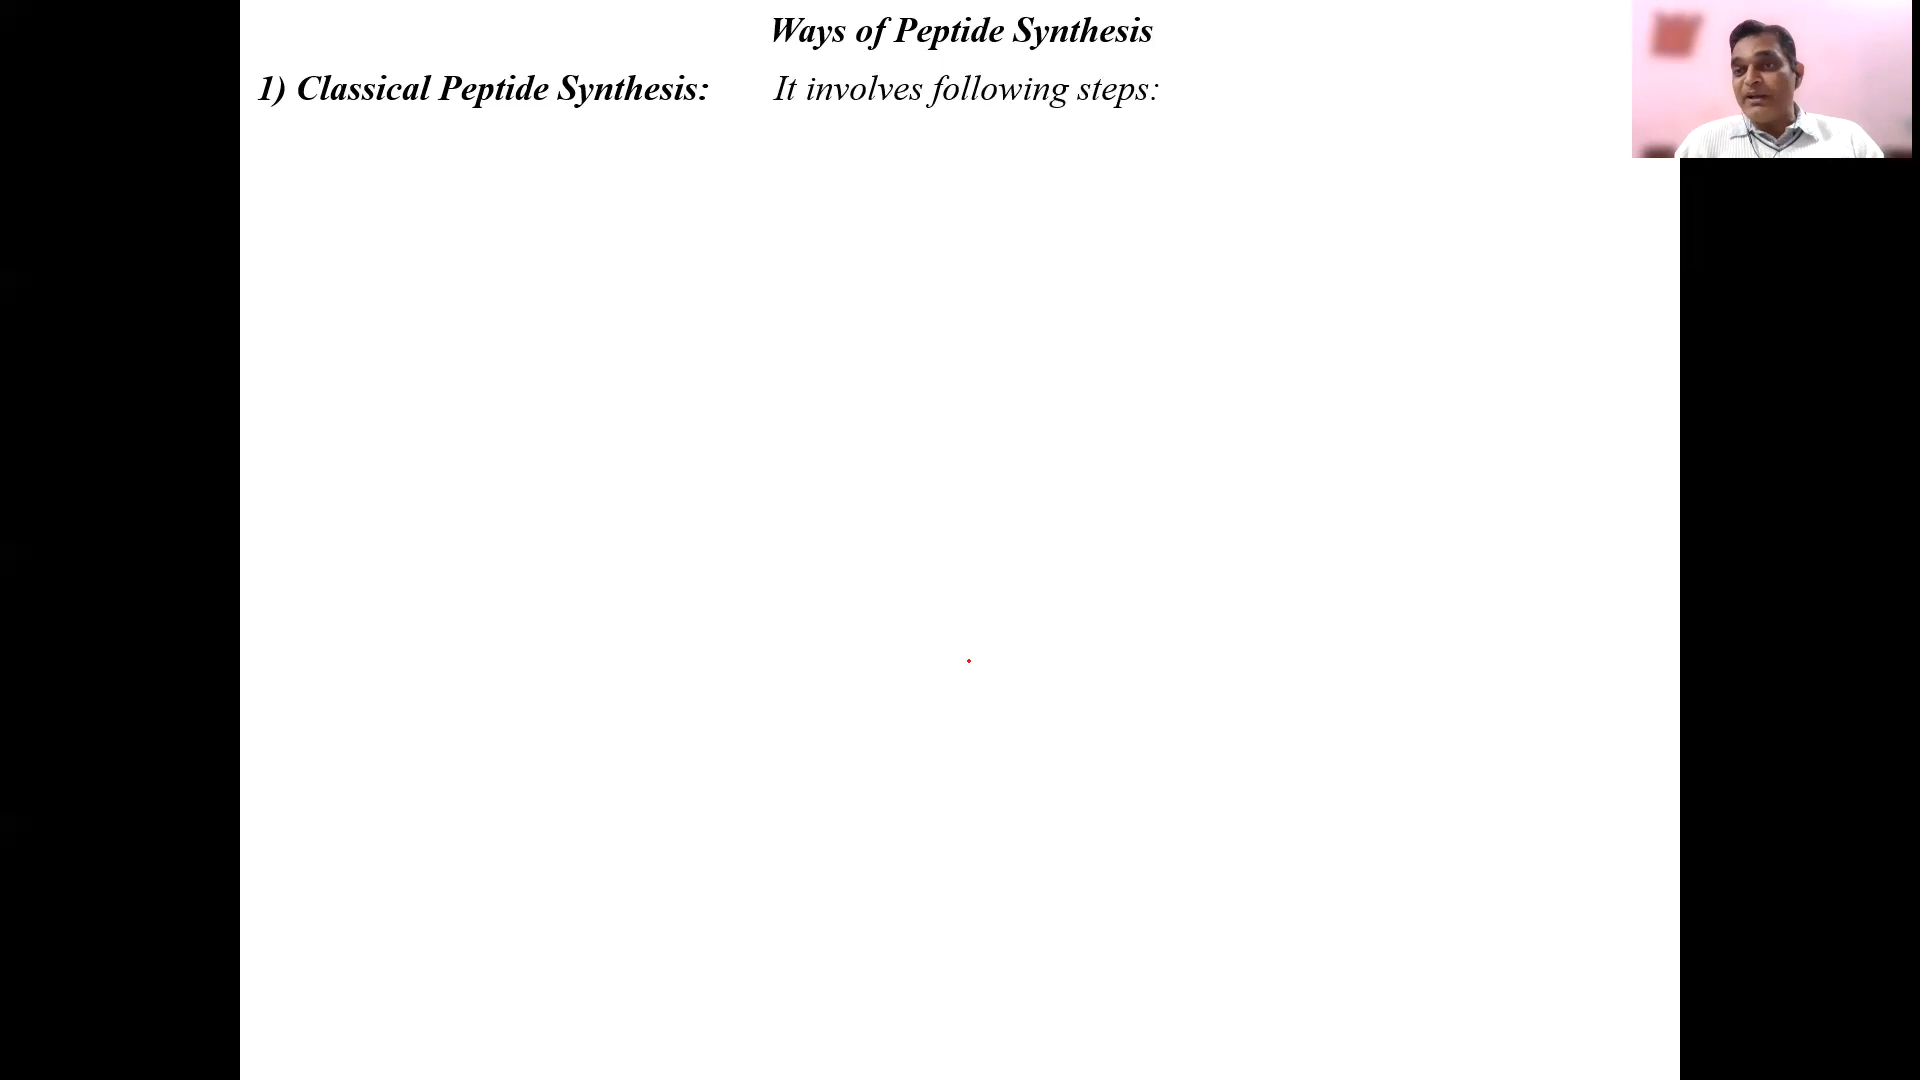 Ways of Peptide Synthesis
1) Classical Peptide Synthesis: It involves following steps: